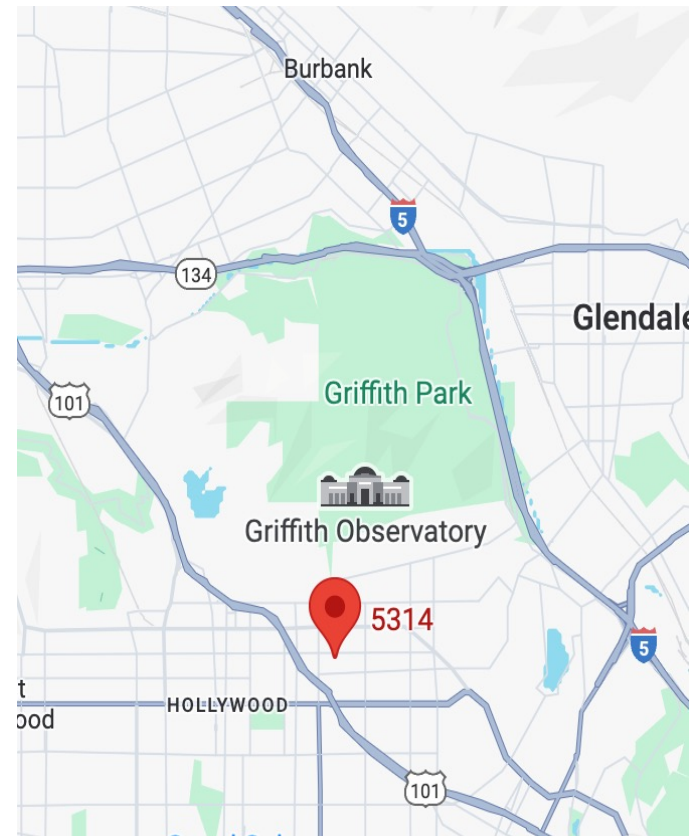 Burbank
5
134
Glendale
Griffith Park
101
Griffith Observatory
5314
5
t
ood
HOLLYWOOD
101